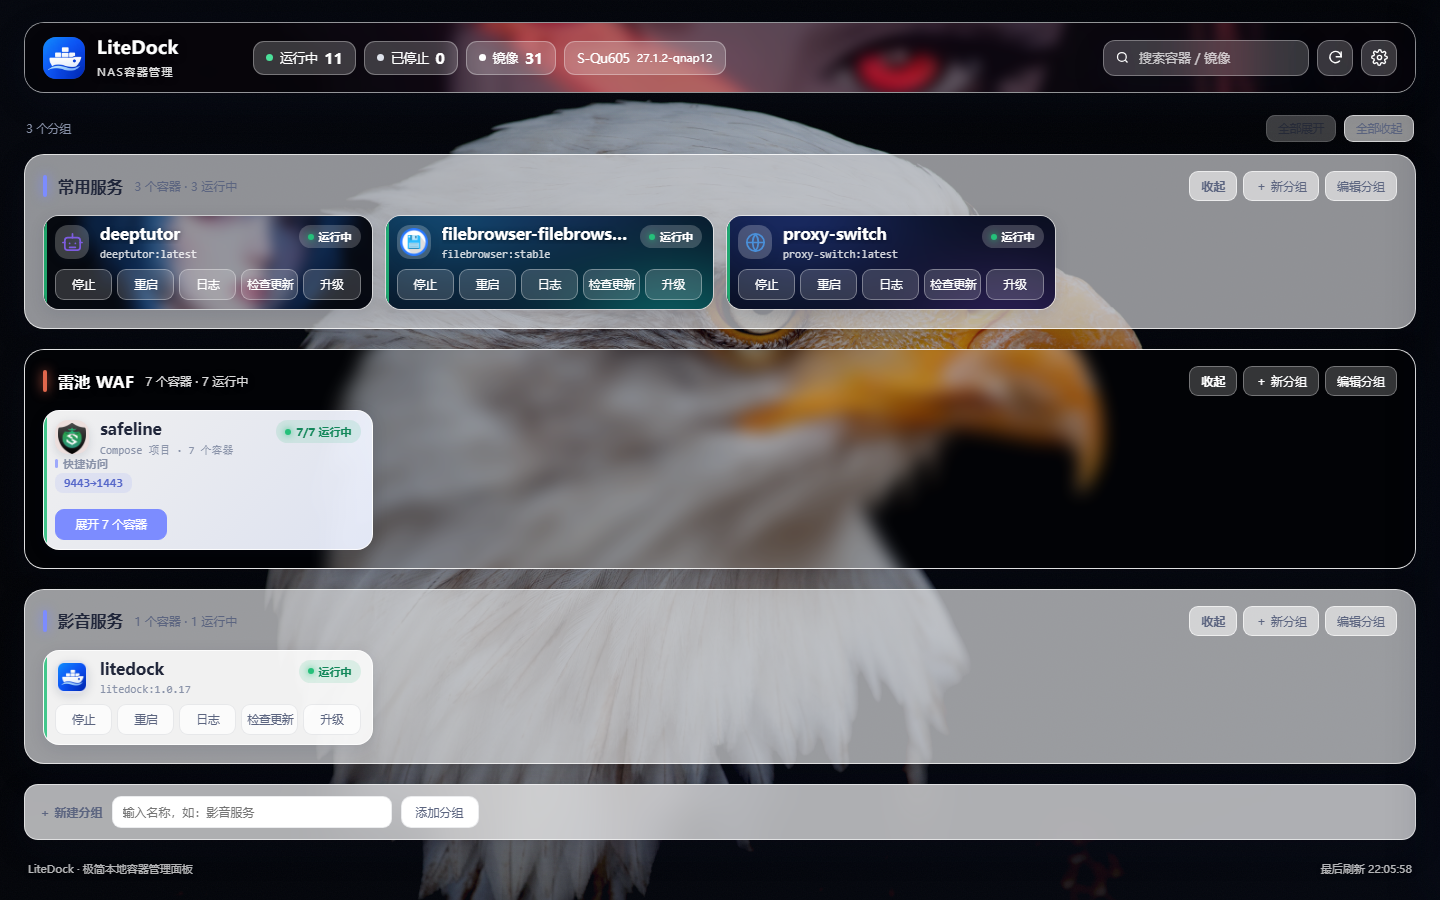 LiteDock
NAS容器管理
运行中 11
已停止 0
镜像 31
S-Qu605 27.1.2-qnap12
搜索容器 / 镜像
3 个分组
全部展开
全部收起
常用服务 3 个容器 · 3 运行中
收起
+ 新分组
编辑分组
deeptutor
运行中
deeptutor:latest
停止 重启 日志 检查更新 升级
filebrowser-filebrows...
运行中
filebrowser:stable
停止 重启 日志 检查更新 升级
proxy-switch
运行中
proxy-switch:latest
停止 重启 日志 检查更新 升级
雷池 WAF 7 个容器 · 7 运行中
收起
+ 新分组
编辑分组
safeline
7/7 运行中
Compose 项目 · 7 个容器
快捷访问
9443→1443
展开 7 个容器
影音服务 1 个容器 · 1 运行中
收起
+ 新分组
编辑分组
litedock
运行中
litedock:1.0.17
停止 重启 日志 检查更新 升级
+ 新建分组
输入名称，如：影音服务
添加分组
LiteDock · 极简本地容器管理面板
最后刷新 22:05:58